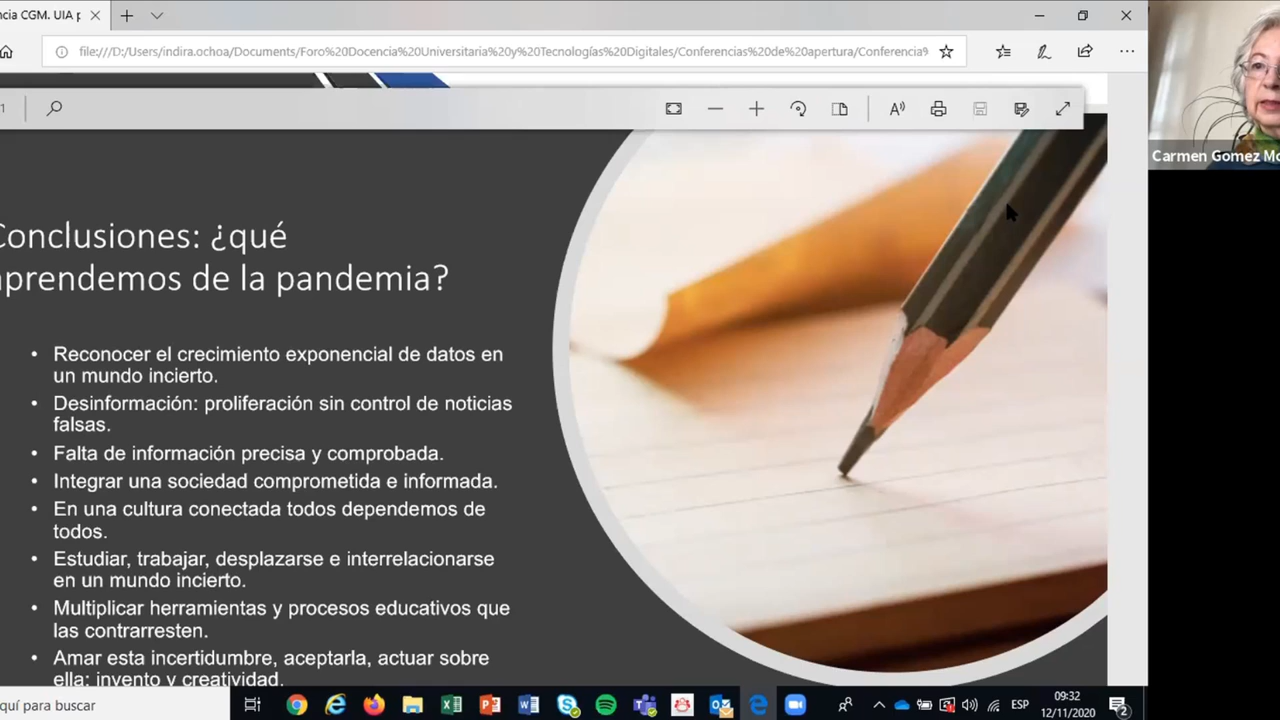 ncia CGM. UIA p
file:///D:/Users/indira.ochoa/Documents/Foro%20Docencia%20Universitaria%20y%20Tecnologías%20Digitales/Conferencias%20de%20apertura/Conferencia%
1
Carmen Gomez Mo
Conclusiones: ¿qué
aprendemos de la pandemia?
• Reconocer el crecimiento exponencial de datos en
un mundo incierto.
• Desinformación: proliferación sin control de noticias
falsas.
• Falta de información precisa y comprobada.
• Integrar una sociedad comprometida e informada.
• En una cultura conectada todos dependemos de
todos.
• Estudiar, trabajar, desplazarse e interrelacionarse
en un mundo incierto.
• Multiplicar herramientas y procesos educativos que
las contrarresten.
• Amar esta incertidumbre, aceptarla, actuar sobre
ella: invento y creatividad.
quí para buscar
ESP
09:32
12/11/2020
2